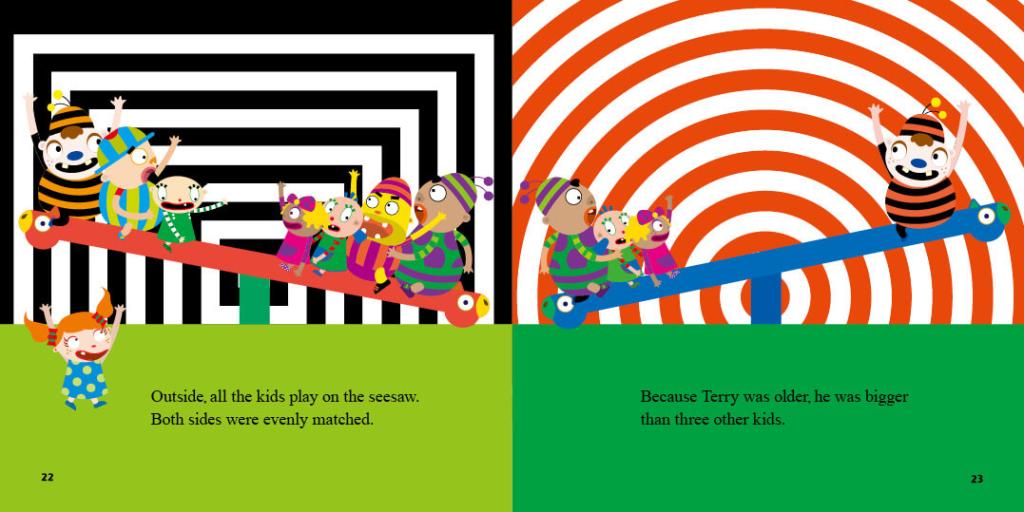 Outside, all the kids play on the seesaw.
Both sides were evenly matched.
22
Because Terry was older, he was bigger
than three other kids.
23